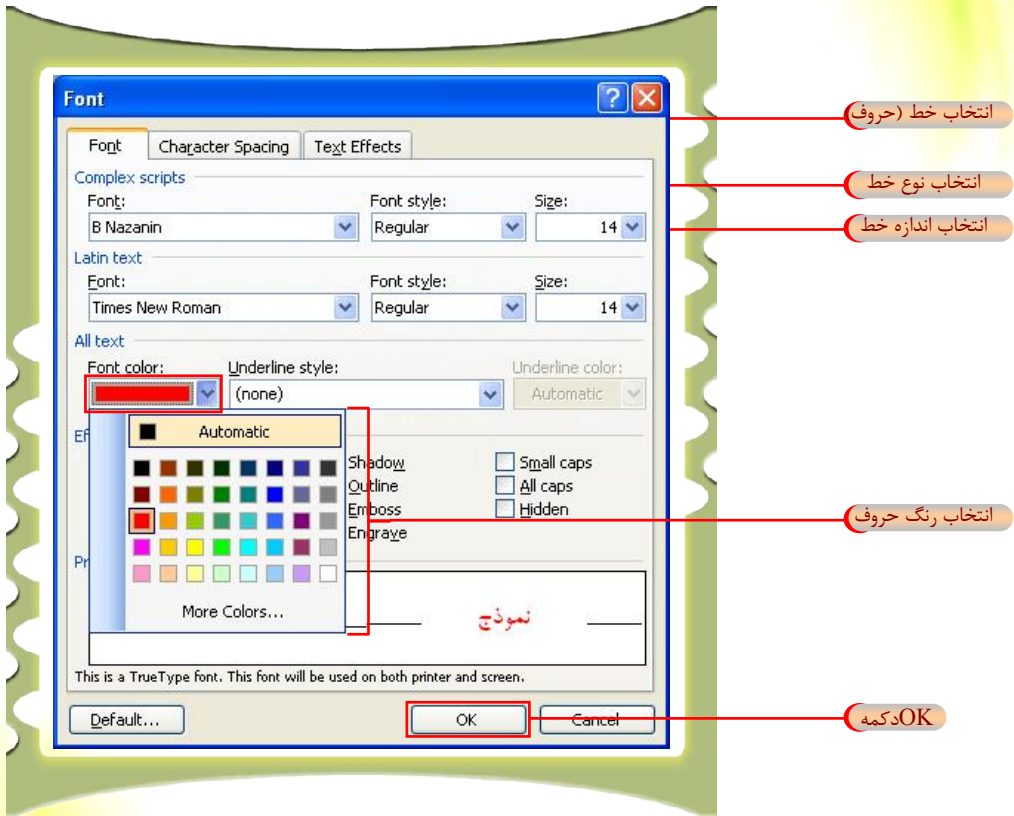 Font
Font Character Spacing Text Effects
Complex scripts
Font: Font style: Size:
B Nazanin Regular 14
Latin text
Font: Font style: Size:
Times New Roman Regular 14
All text
Font color: Underline style: Underline color:
(none) Automatic
Ef
Automatic
Shadow Small caps
Outline All caps
Emboss Hidden
Engrave
Pr
More Colors...
نموذج
This is a TrueType font. This font will be used on both printer and screen.
Default... OK Cancel
انتخاب خط (حروف
انتخاب نوع خط
انتخاب اندازه خط
انتخاب رنگ حروف
OKدکمه